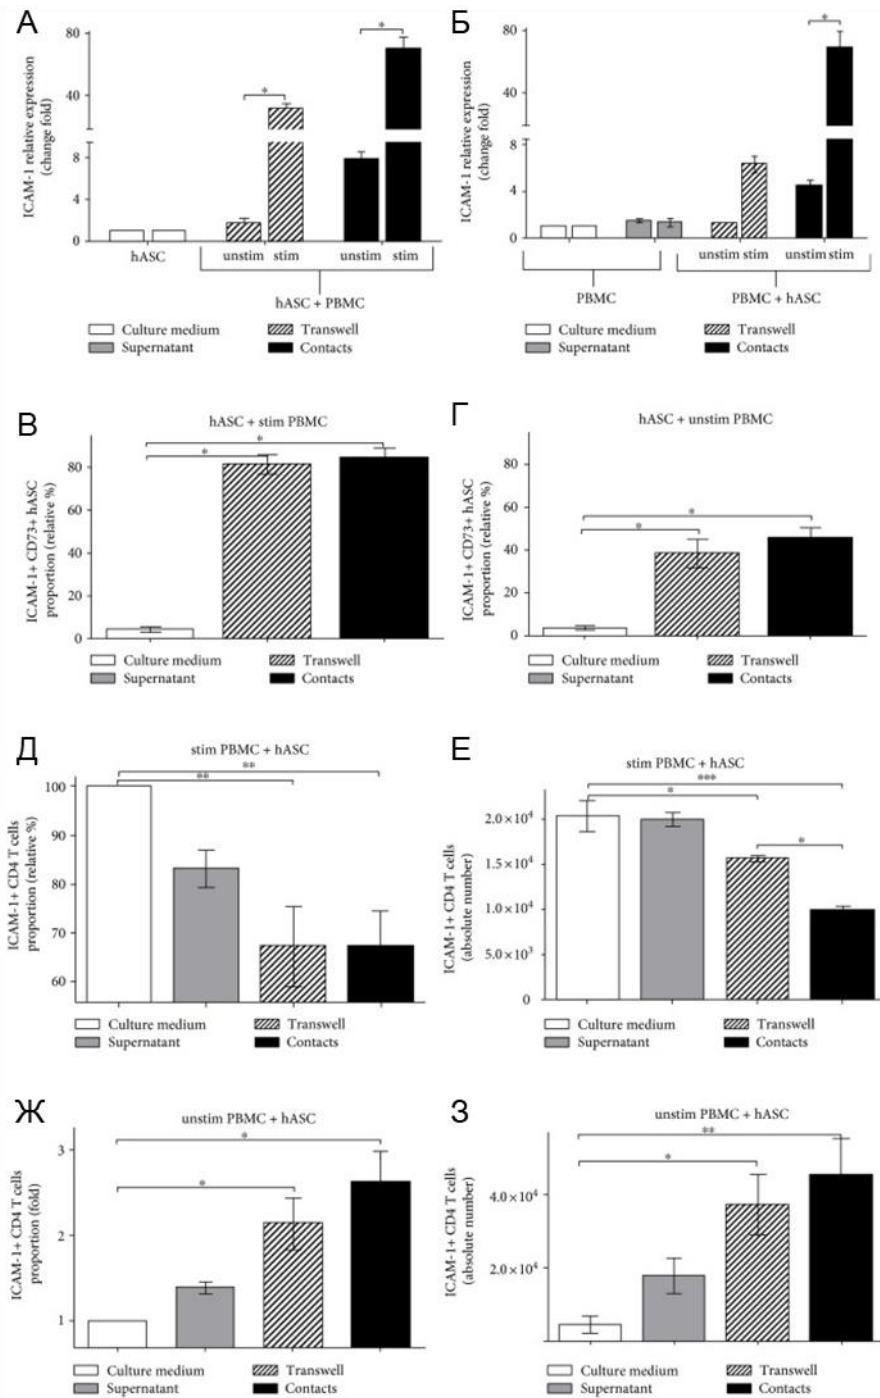 А
ICAM-1 relative expression
(change fold)
80
40
8
4
0
*
*
hASC
unstim stim
unstim stim
hASC + PBMC
Culture medium
Supernatant
Transwell
Contacts
Б
ICAM-1 relative expression
(change fold)
80
40
8
4
0
*
unstim stim
unstim stim
PBMC
PBMC + hASC
Culture medium
Supernatant
Transwell
Contacts
В
hASC + stim PBMC
ICAM-1+ CD73+ hASC
proportion (relative %)
80
60
40
20
0
*
*
Culture medium
Supernatant
Transwell
Contacts
Г
hASC + unstim PBMC
ICAM-1+ CD73+ hASC
proportion (relative %)
80
60
40
20
0
*
*
Culture medium
Supernatant
Transwell
Contacts
Д
stim PBMC + hASC
ICAM-1+ CD4 T cells
proportion (relative %)
100
90
80
70
60
**
**
Culture medium
Supernatant
Transwell
Contacts
Е
stim PBMC + hASC
ICAM-1+ CD4 T cells
(absolute number)
2.0×10⁴
1.5×10⁴
1.0×10⁴
5.0×10³
0
***
*
*
Culture medium
Supernatant
Transwell
Contacts
Ж
unstim PBMC + hASC
ICAM-1+ CD4 T cells
proportion (fold)
3
2
1
*
*
Culture medium
Supernatant
Transwell
Contacts
З
unstim PBMC + hASC
ICAM-1+ CD4 T cells
(absolute number)
4.0×10⁴
2.0×10⁴
**
*
Culture medium
Supernatant
Transwell
Contacts